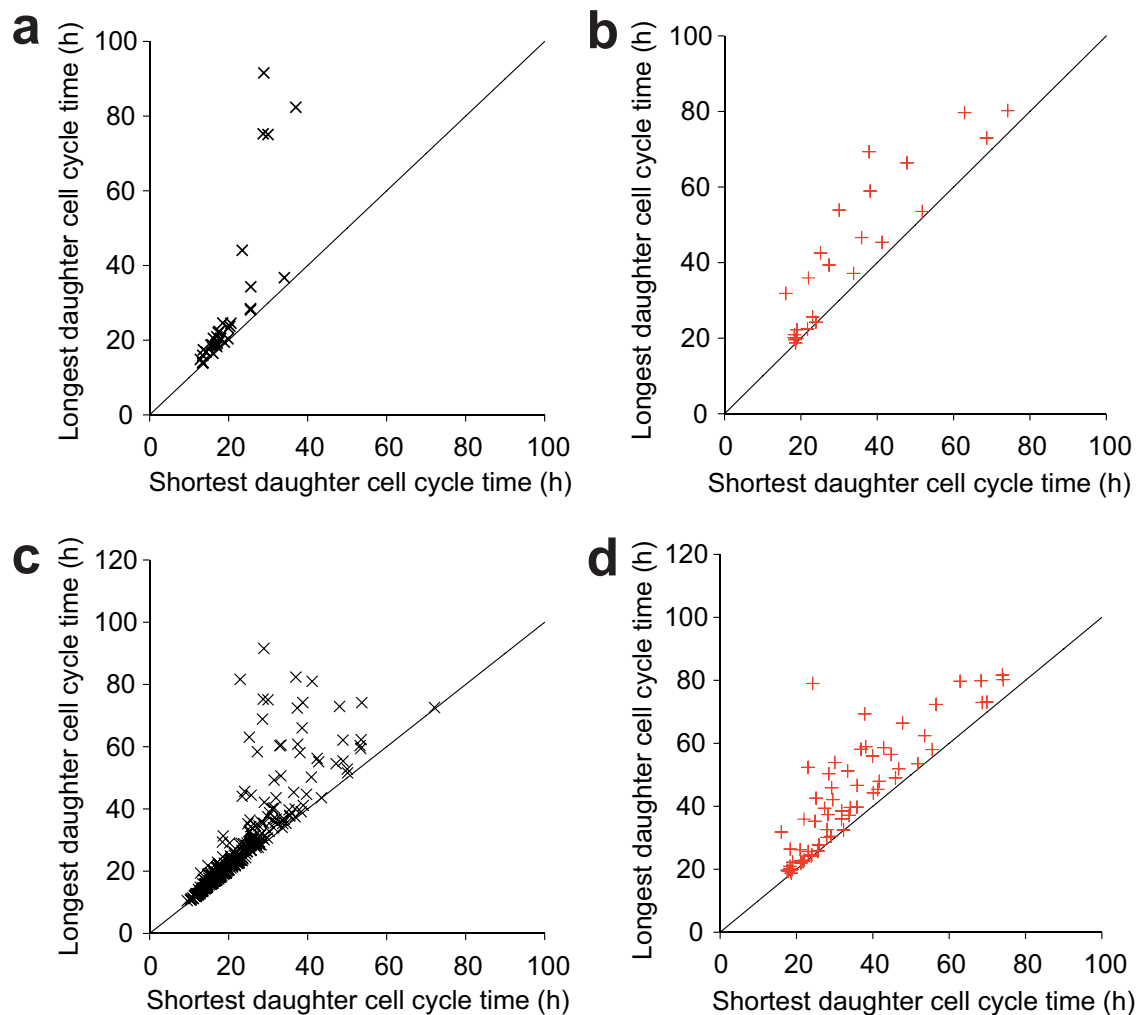 a
Longest daughter cell cycle time (h)
100
80
60
40
20
0
0 20 40 60 80 100
Shortest daughter cell cycle time (h)
b
Longest daughter cell cycle time (h)
100
80
60
40
20
0
0 20 40 60 80 100
Shortest daughter cell cycle time (h)
c
Longest daughter cell cycle time (h)
120
100
80
60
40
20
0
0 20 40 60 80 100
Shortest daughter cell cycle time (h)
d
Longest daughter cell cycle time (h)
120
100
80
60
40
20
0
0 20 40 60 80 100
Shortest daughter cell cycle time (h)